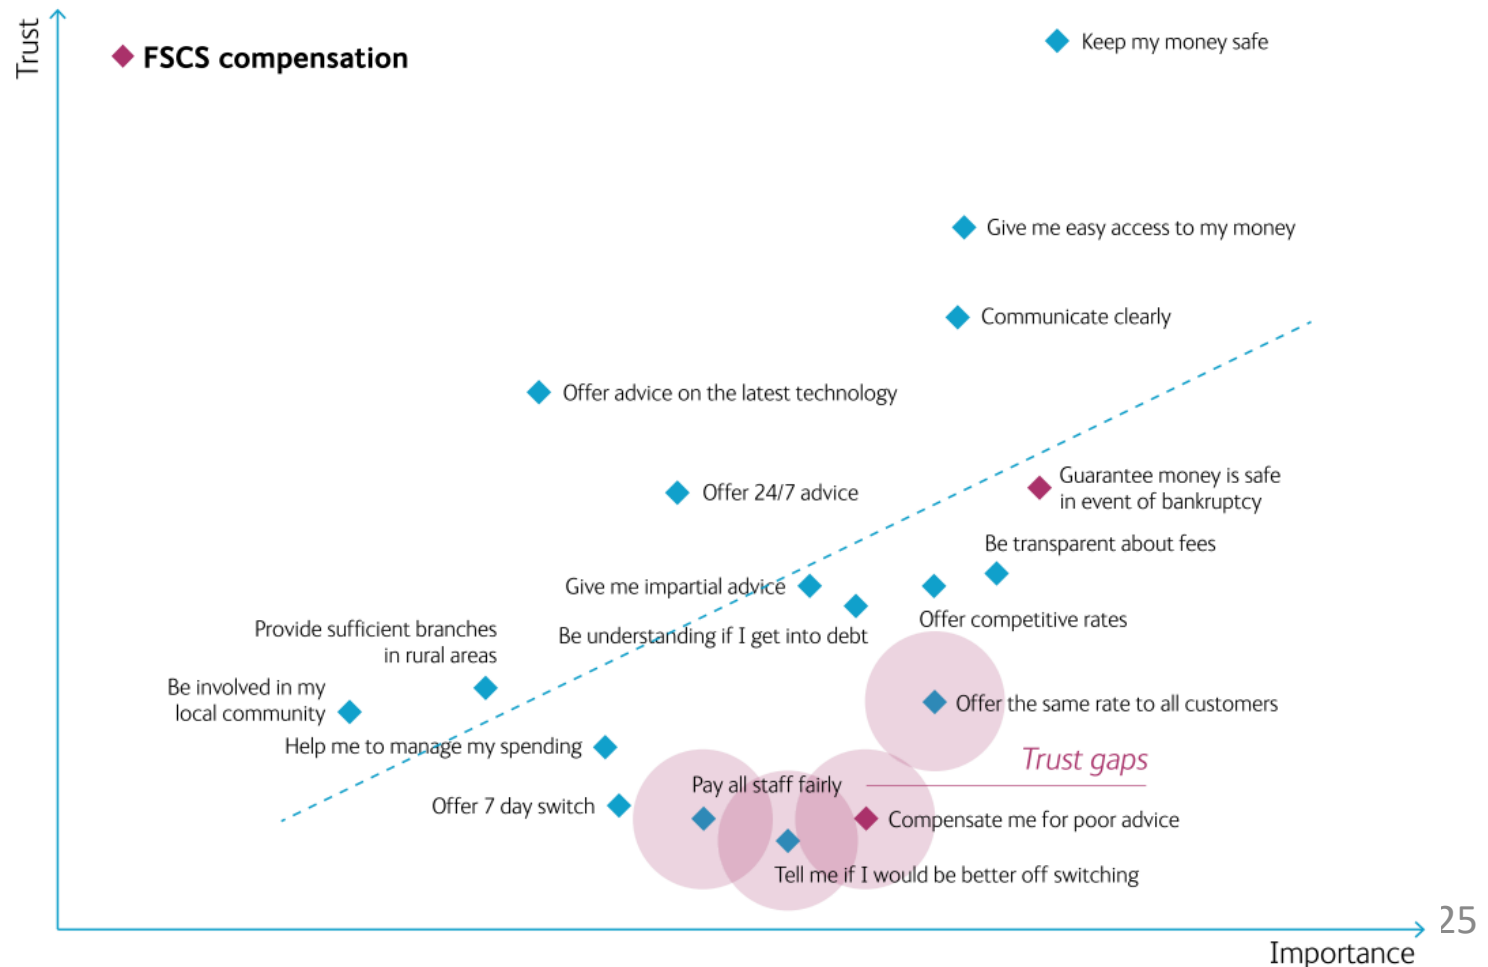 Trust
FSCS compensation
Keep my money safe
Give me easy access to my money
Communicate clearly
Offer advice on the latest technology
Guarantee money is safe
in event of bankruptcy
Offer 24/7 advice
Be transparent about fees
Give me impartial advice
Offer competitive rates
Provide sufficient branches
in rural areas
Be understanding if I get into debt
Be involved in my
local community
Offer the same rate to all customers
Help me to manage my spending
Trust gaps
Pay all staff fairly
Offer 7 day switch
Compensate me for poor advice
Tell me if I would be better off switching
25
Importance